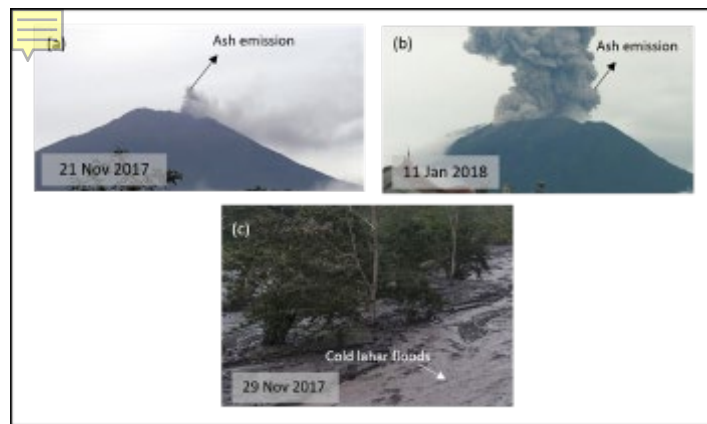 (a)
Ash emission
21 Nov 2017
(b)
Ash emission
11 Jan 2018
(c)
Cold lahar floods
29 Nov 2017